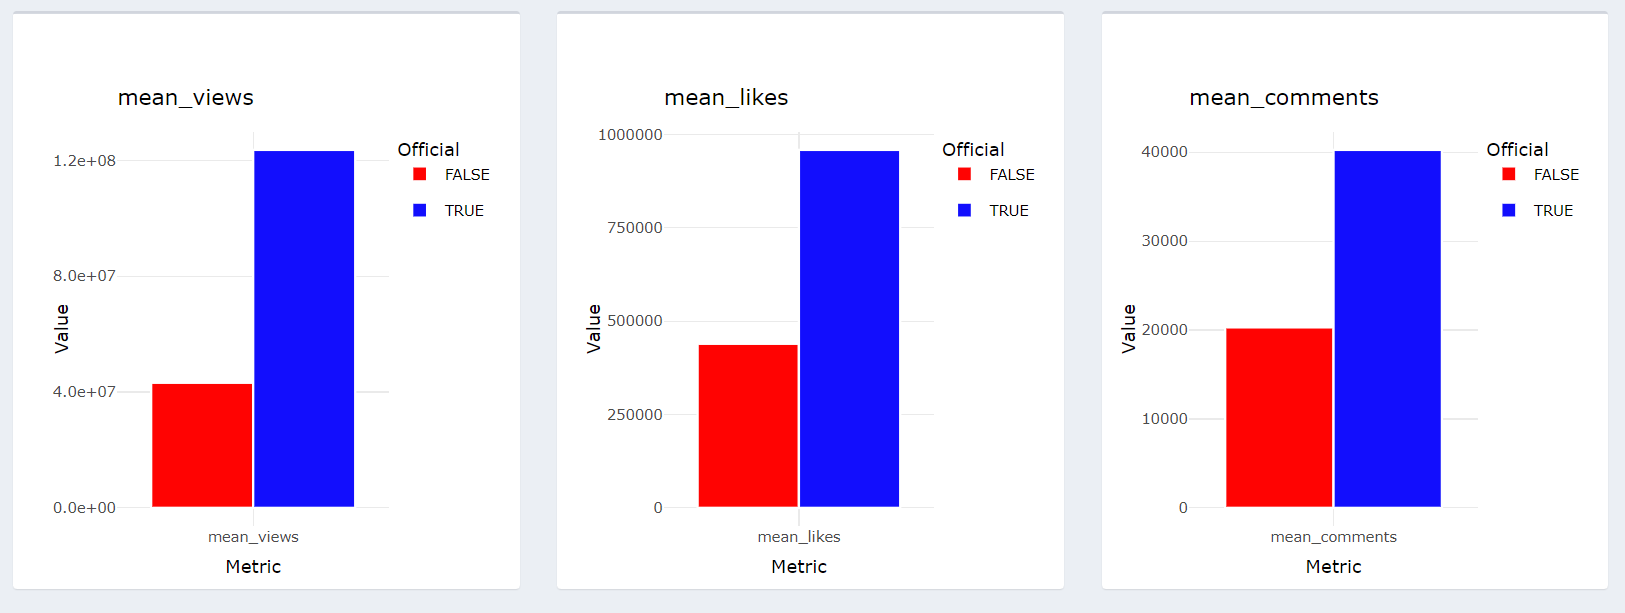 mean_views
1.2e+08
8.0e+07
4.0e+07
0.0e+00
Value
mean_views
Metric
Official
FALSE
TRUE
mean_likes
1000000
750000
500000
250000
0
Value
mean_likes
Metric
Official
FALSE
TRUE
mean_comments
40000
30000
20000
10000
0
Value
mean_comments
Metric
Official
FALSE
TRUE